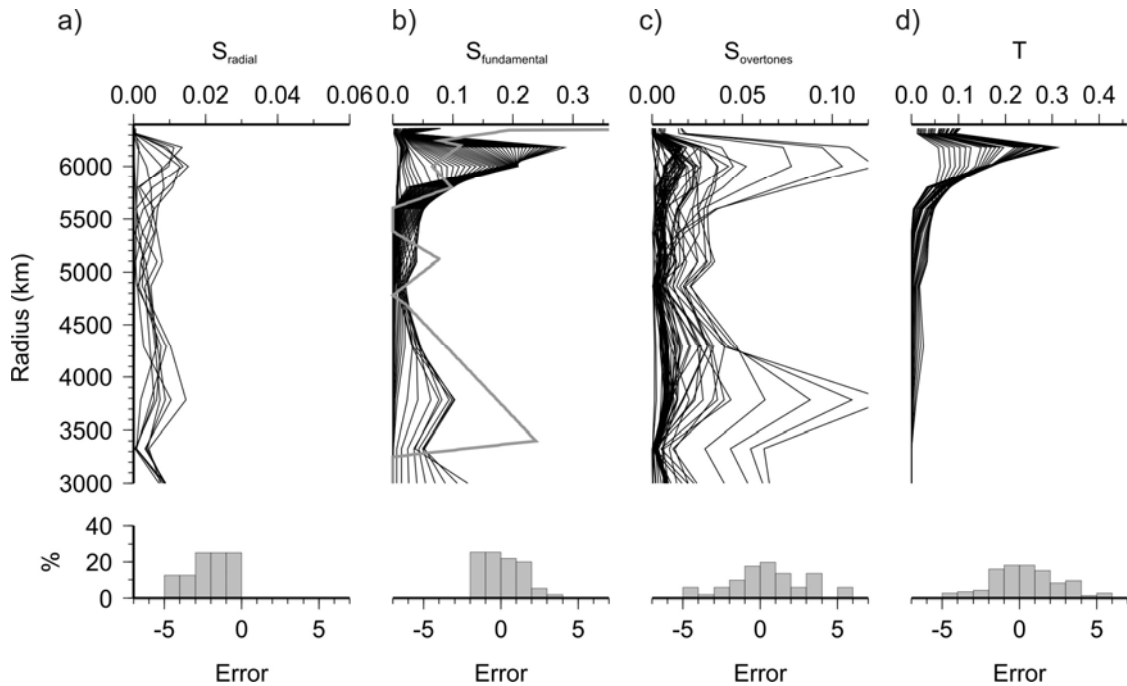 a) b) c) d)
S radial S fundamental S overtones T
0.00 0.02 0.04 0.06 0.0 0.1 0.2 0.3 0.00 0.05 0.10 0.0 0.1 0.2 0.3 0.4
Radius (km)
6000
5500
5000
4500
4000
3500
3000
%
40
20
0
-5 0 5 -5 0 5 -5 0 5 -5 0 5
Error Error Error Error